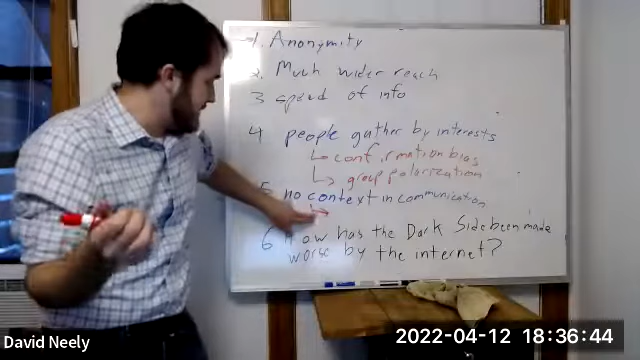 1. Anonymity
2. Much wider reach
3 speed of info
4 people gather by interests
↳ confirmation bias
↳ group polarization
5 no context in communication
6 How has the Dark Side been made
worse by the internet?
David Neely
2022-04-12 18:36:44